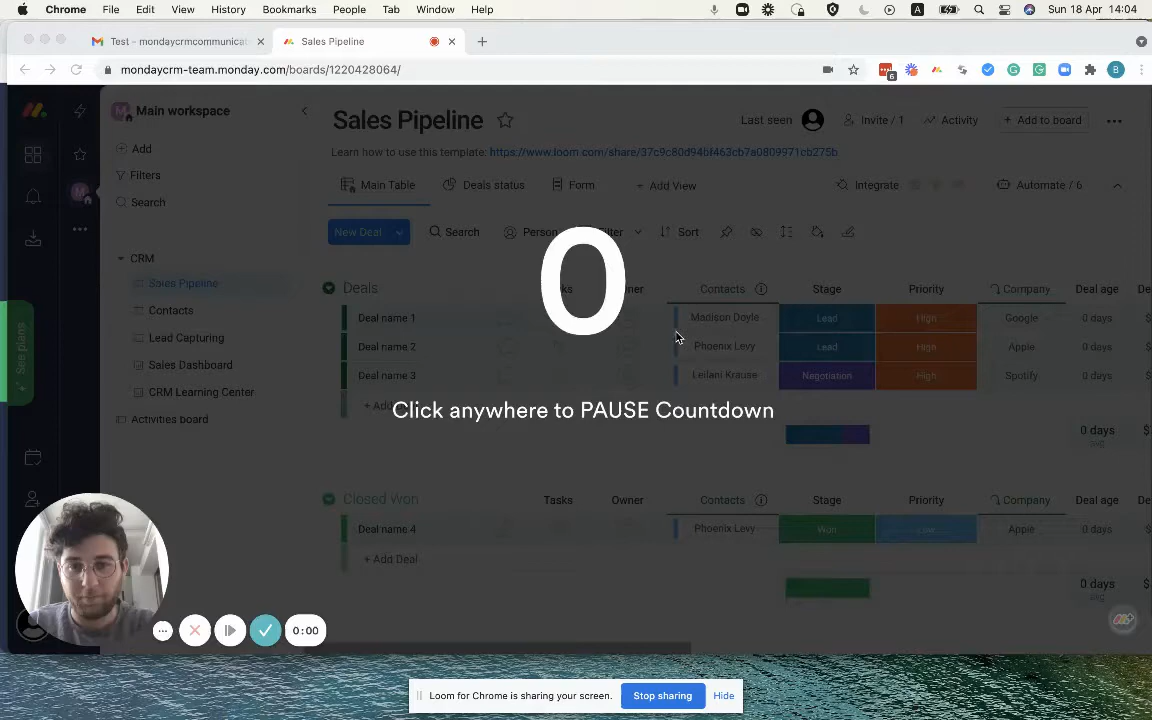 Chrome File Edit View History Bookmarks People Tab Window Help A Sun 18 Apr 14:04
Test - mondaycrmcommunicat Sales Pipeline
mondaycrm-team.monday.com/boards/1220428064/ 6 B
M Main workspace
Sales Pipeline
Last seen Invite / 1 Activity + Add to board
Add
Learn how to use this template: https://www.loom.com/share/37c9c80d94bf463cb7a0809971cb275b
Filters
Main Table Deals status Form + Add View Integrate Automate / 6
Search
New Deal Search Person Filter Sort
0
CRM
Sales Pipeline
Contacts
Lead Capturing
Sales Dashboard
CRM Learning Center
Activities board
See plans
Deals Contacts Stage Priority Company Deal age
Deal name 1 Madison Doyle Lead High Google 0 days
Deal name 2 Phoenix Levy Lead High Apple 0 days
Deal name 3 Leilani Krause Negotiation High Spotify 0 days
+ Add
Click anywhere to PAUSE Countdown
0 days
avg
Closed Won Tasks Owner Contacts Stage Priority Company Deal age
Deal name 4 Phoenix Levy Won Low Apple 0 days
+ Add Deal
0 days
avg
0:00
Loom for Chrome is sharing your screen. Stop sharing Hide